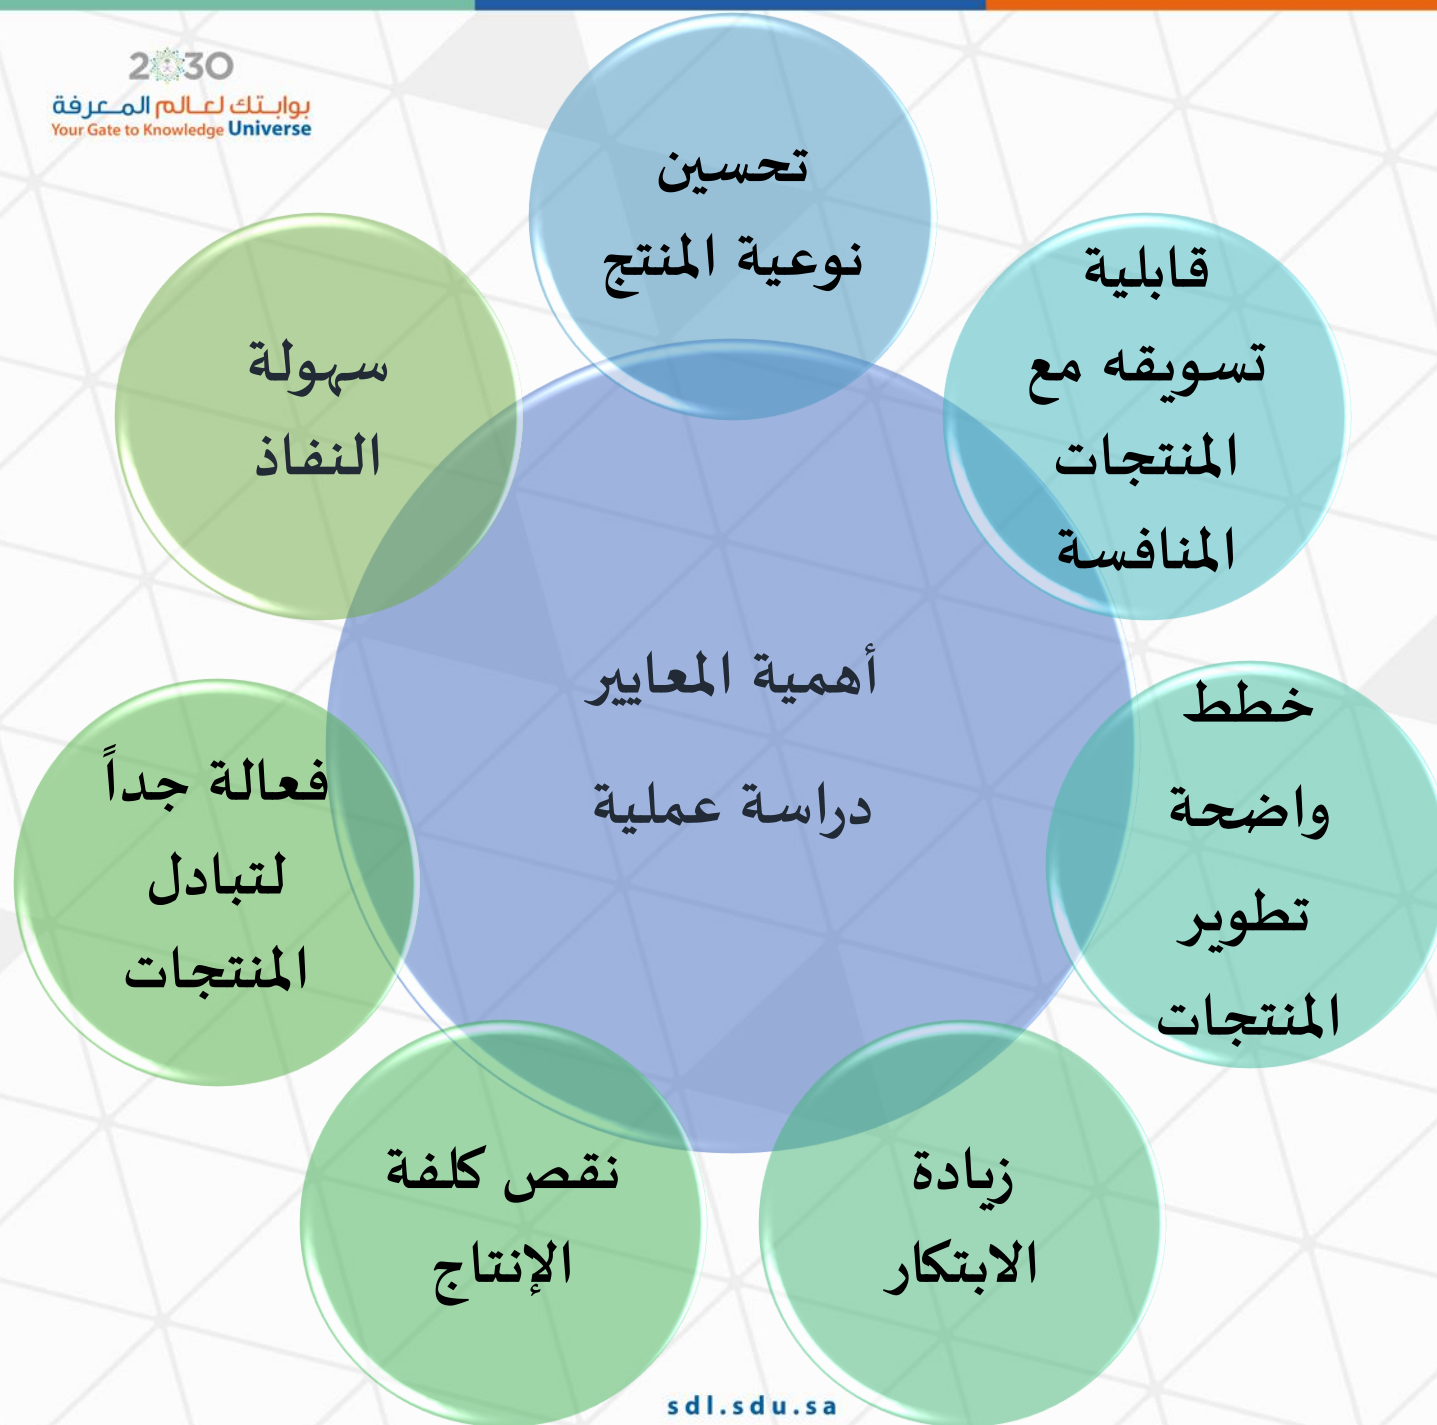 2030
بوابتك لعالم المعرفة
Your Gate to Knowledge Universe
تحسين
نوعية المنتج
قابلية
تسويقه مع
المنتجات
المنافسة
خطط
واضحة
تطوير
المنتجات
زيادة
الابتكار
نقص كلفة
الإنتاج
فعالة جداً
لتبادل
المنتجات
سهولة
النفاذ
أهمية المعايير
دراسة عملية
sdl.sdu.sa